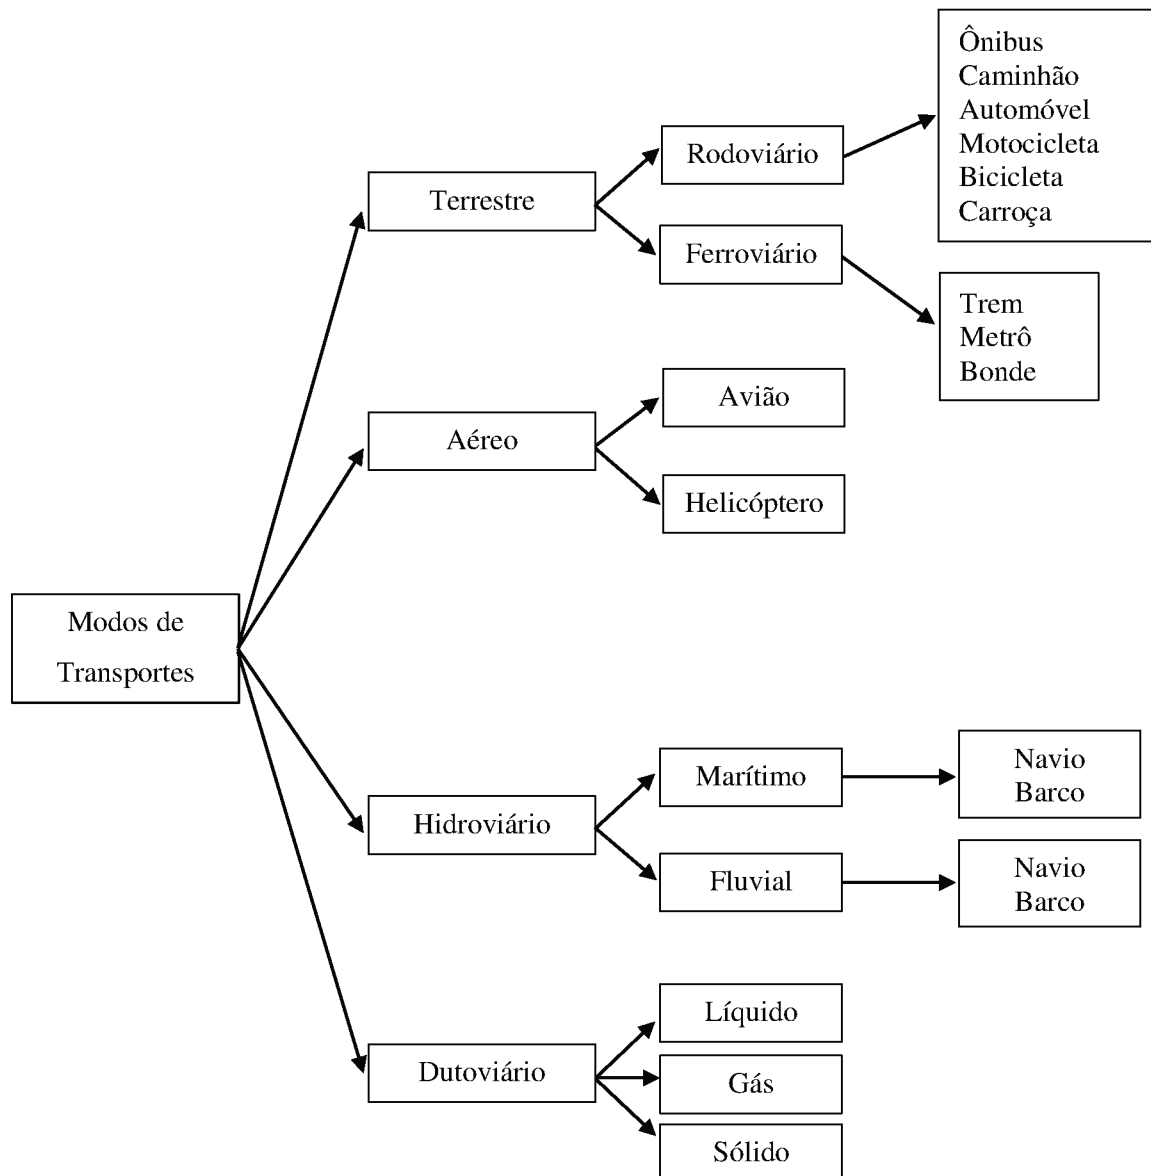 Ônibus
Caminhão
Automóvel
Motocicleta
Bicicleta
Carroça
Rodoviário
Terrestre
Ferroviário
Trem
Metrô
Bonde
Avião
Aéreo
Helicóptero
Modos de
Transportes
Marítimo
Navio
Barco
Hidroviário
Fluvial
Navio
Barco
Líquido
Dutoviário
Gás
Sólido